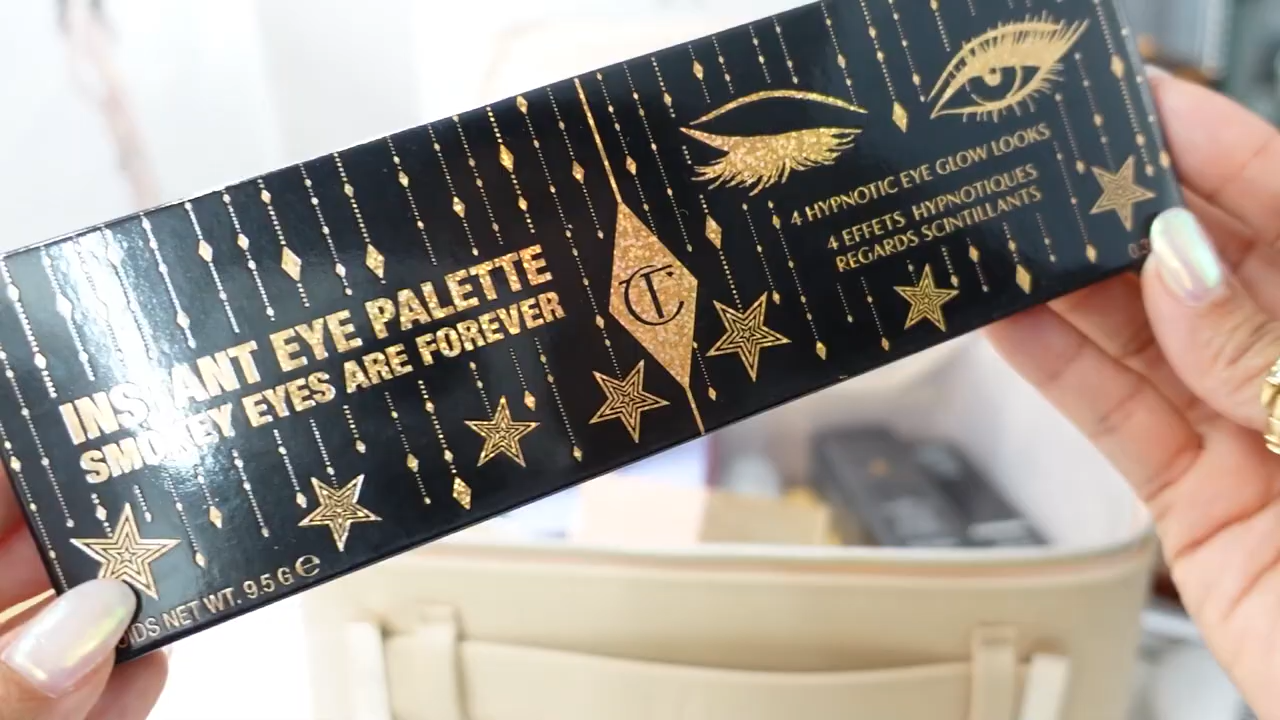 INSTANT EYE PALETTE
SMOKEY EYES ARE FOREVER
CT
4 HYPNOTIC EYE GLOW LOOKS
4 EFFETS HYPNOTIQUES
REGARDS SCINTILLANTS
NET WT. 9.5 G ℮